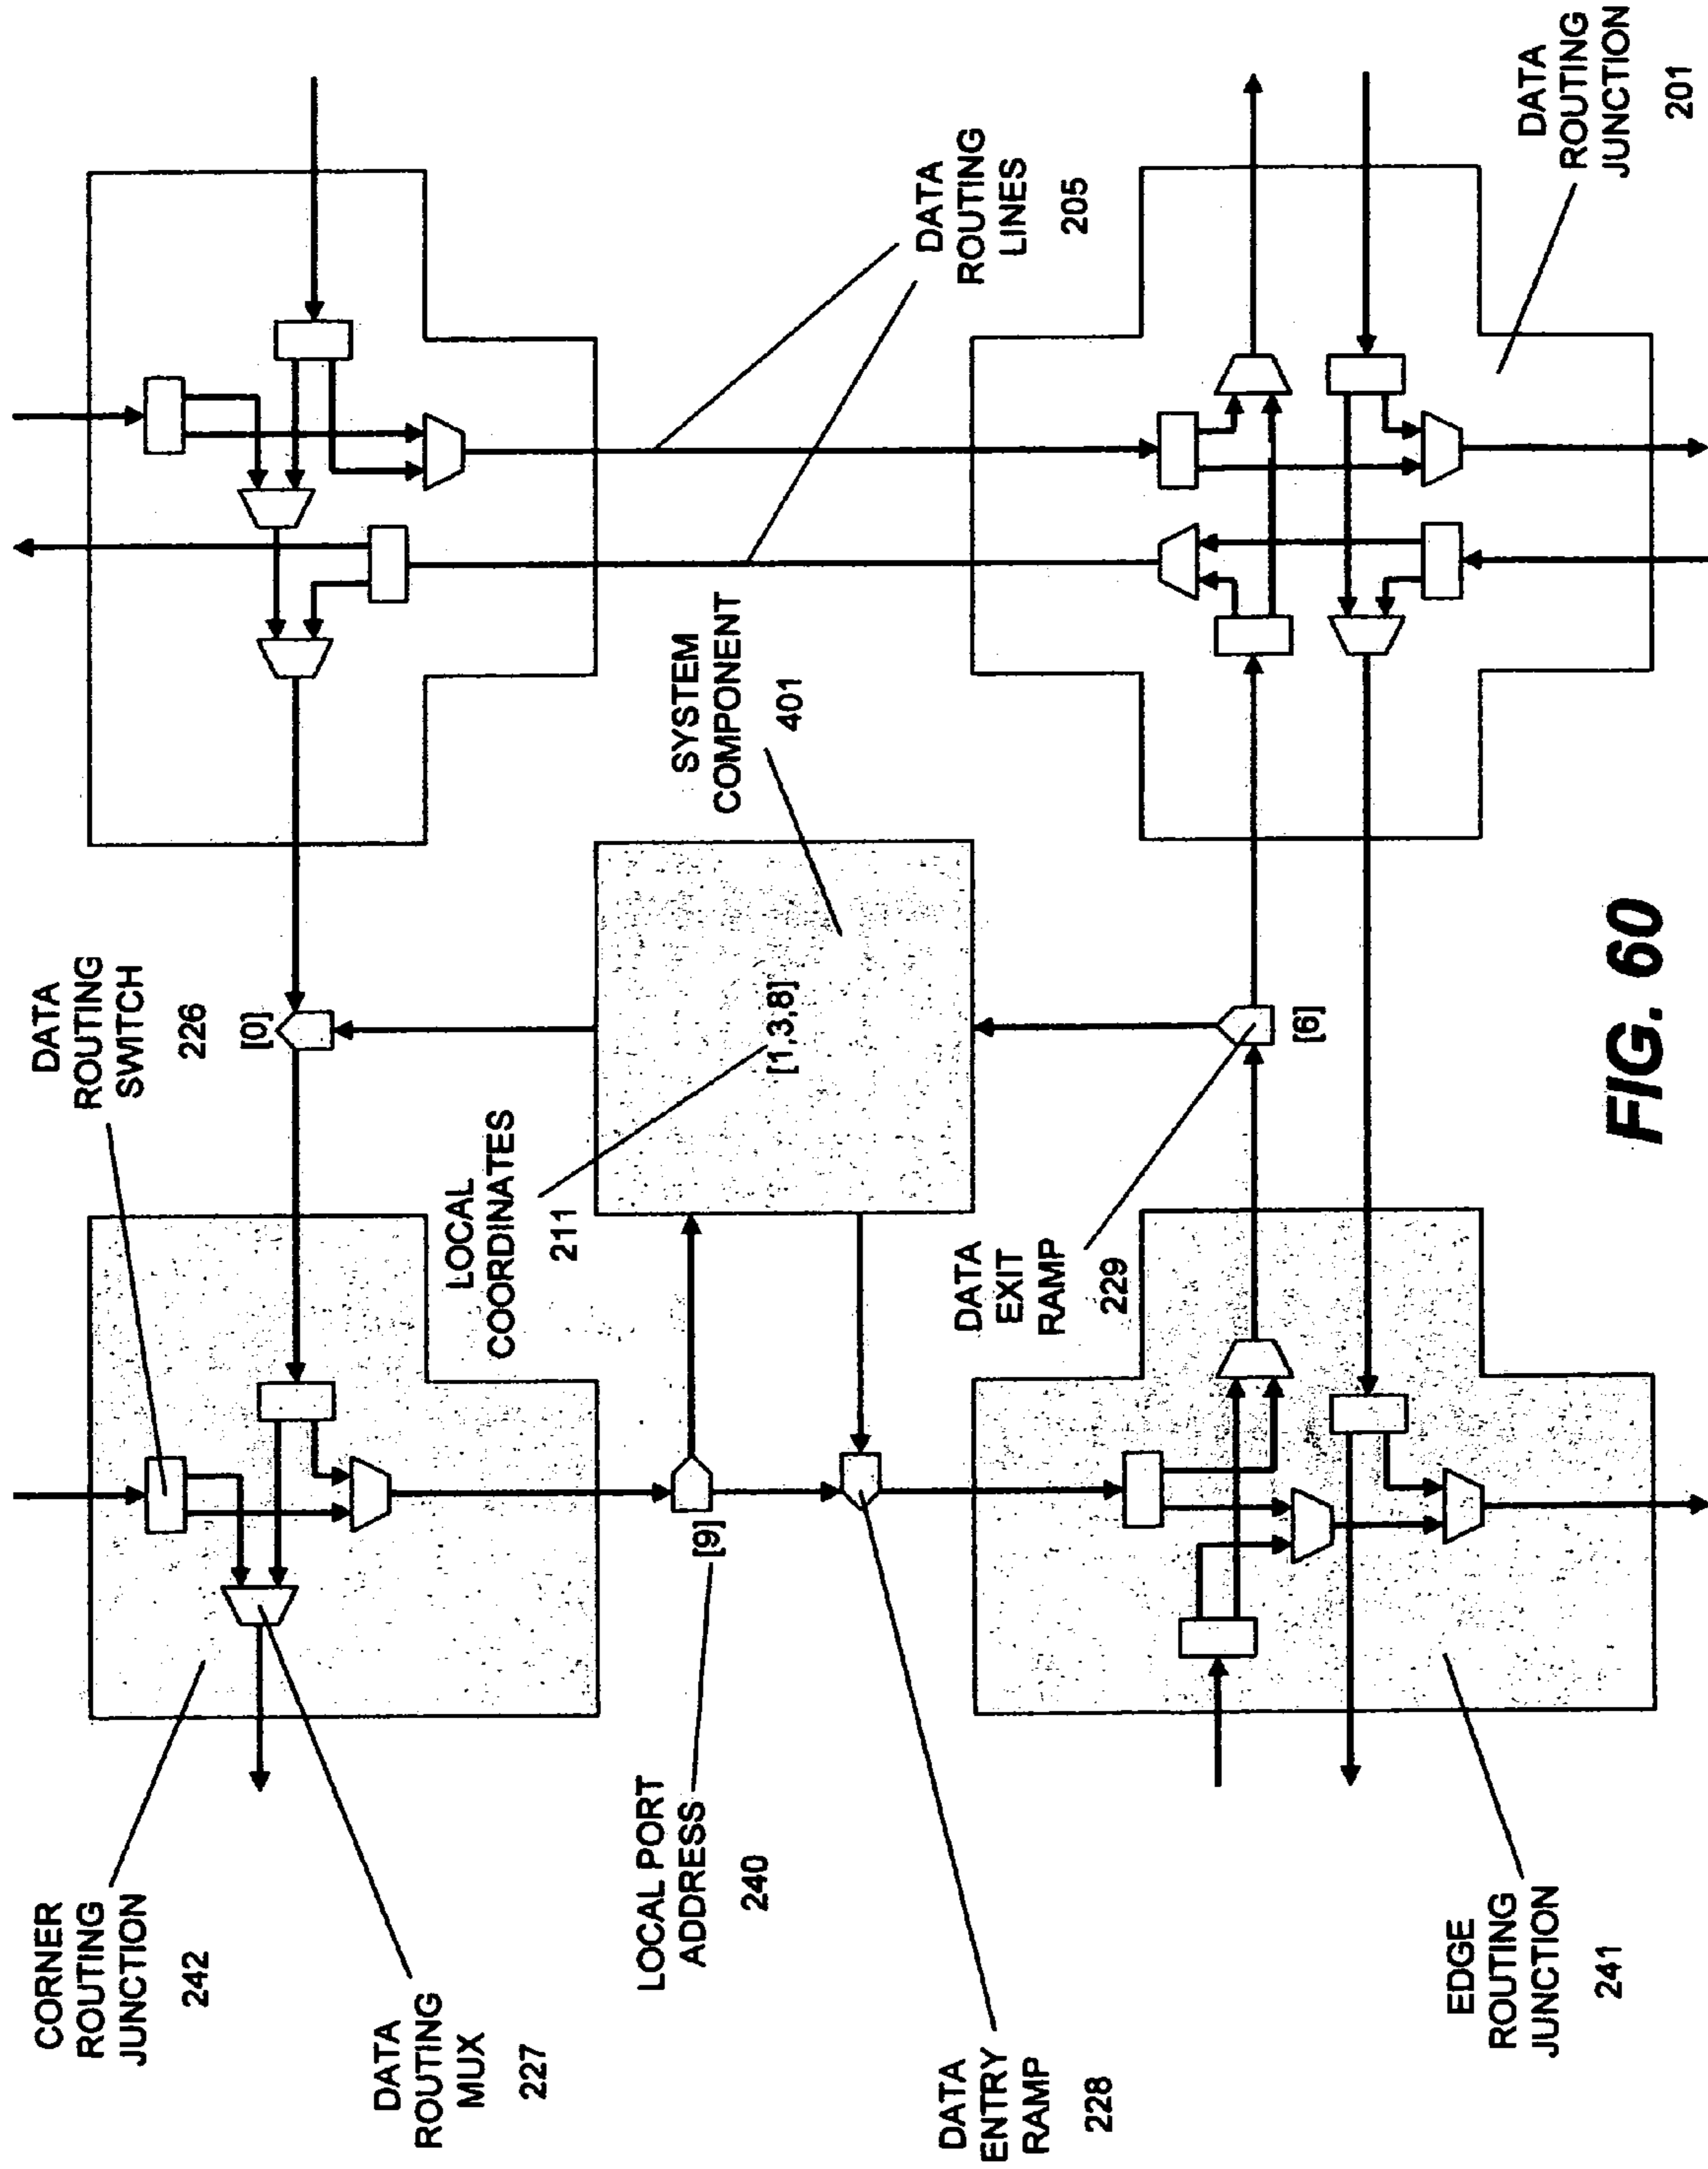 CORNER
ROUTING
JUNCTION
242
DATA
ROUTING
MUX
227
DATA
ROUTING
SWITCH
226
[0]
LOCAL
COORDINATES
211
[1,3,8]
SYSTEM
COMPONENT
401
DATA
ROUTING
LINES
205
LOCAL PORT
ADDRESS
240
[9]
DATA
ENTRY
RAMP
228
DATA
EXIT
RAMP
229
[6]
EDGE
ROUTING
JUNCTION
241
DATA
ROUTING
JUNCTION
201
FIG. 60